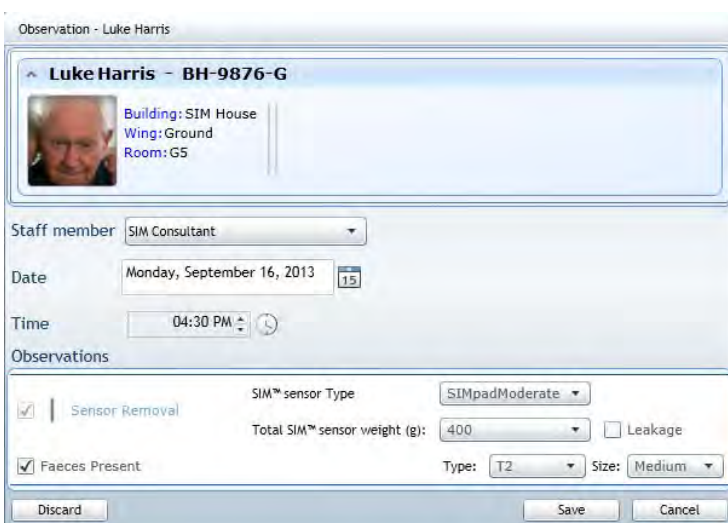 Observation - Luke Harris
Luke Harris - BH-9876-G
Building: SIM House
Wing: Ground
Room: G5
Staff member SIM Consultant
Date Monday, September 16, 2013 15
Time 04:30 PM
Observations
Sensor Removal SIM™ sensor Type SIMpadModerate
Total SIM™ sensor weight (g): 400 Leakage
Faeces Present Type: T2 Size: Medium
Discard Save Cancel